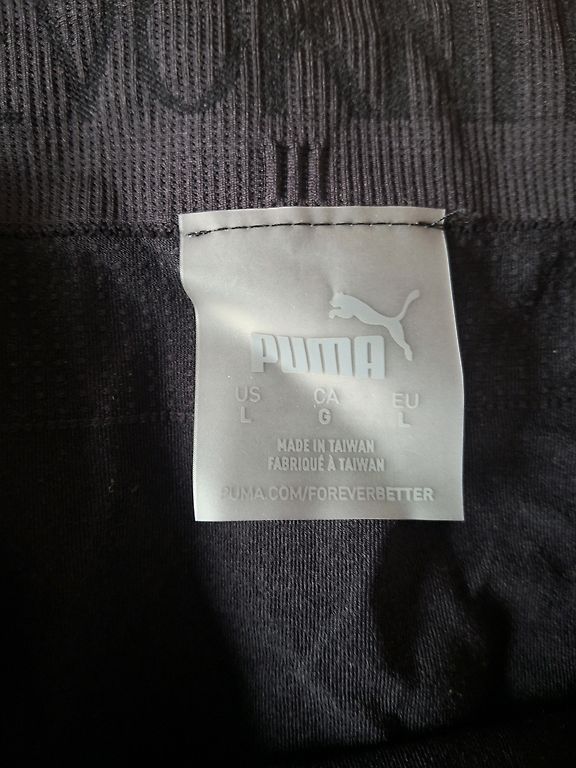 PUMA
US CA EU
L G L
MADE IN TAIWAN
FABRIQUÉ À TAIWAN
PUMA.COM/FOREVERBETTER